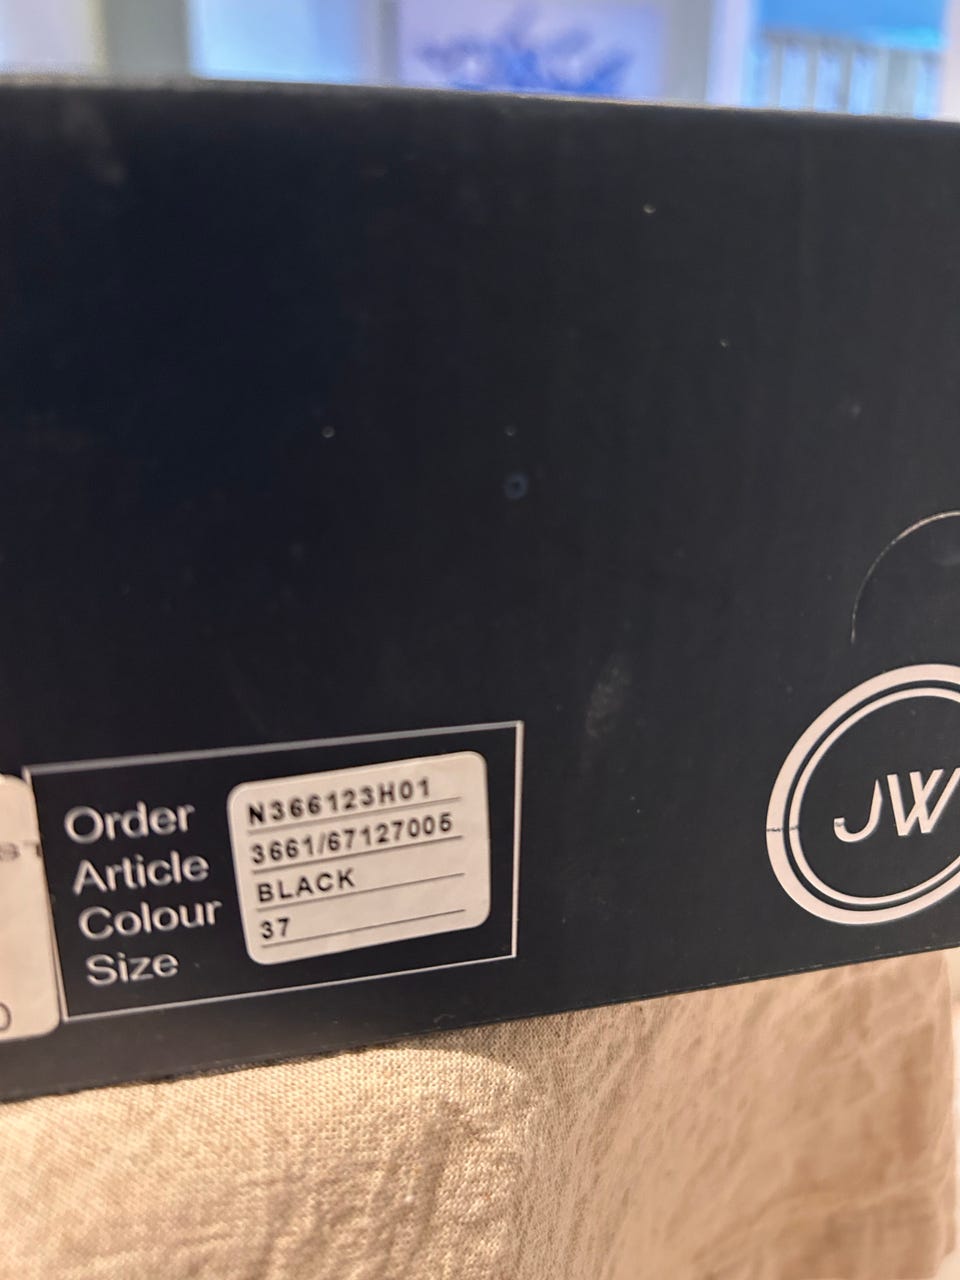 Order N366123H01
Article 3661/67127005
Colour BLACK
Size 37
JW